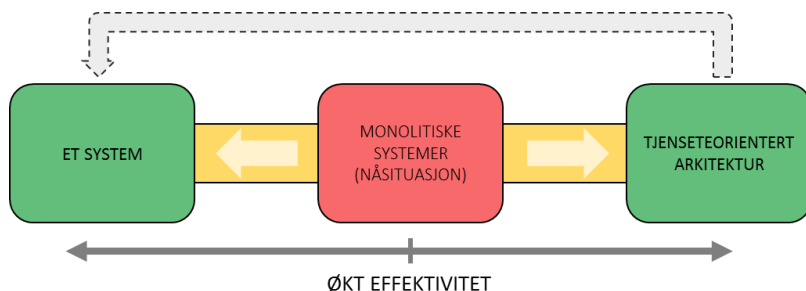 ET SYSTEM
MONOLITISKE
SYSTEMER
(NÅSITUASJON)
TJENSETEORIENTERT
ARKITEKTUR
ØKT EFFEKTIVITET